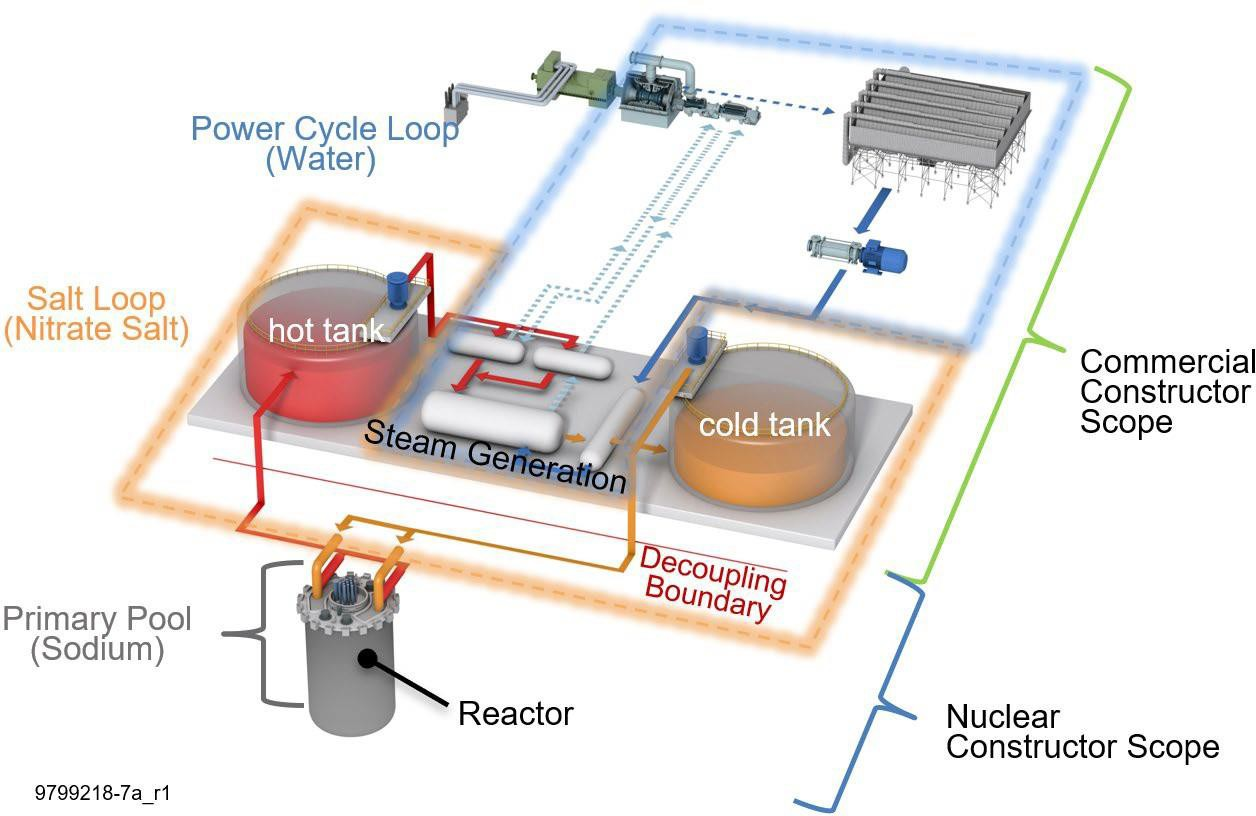 Power Cycle Loop
(Water)
Salt Loop
(Nitrate Salt)
hot tank
cold tank
Steam Generation
Commercial
Constructor
Scope
Decoupling
Boundary
Primary Pool
(Sodium)
Reactor
Nuclear
Constructor Scope
9799218-7a_r1